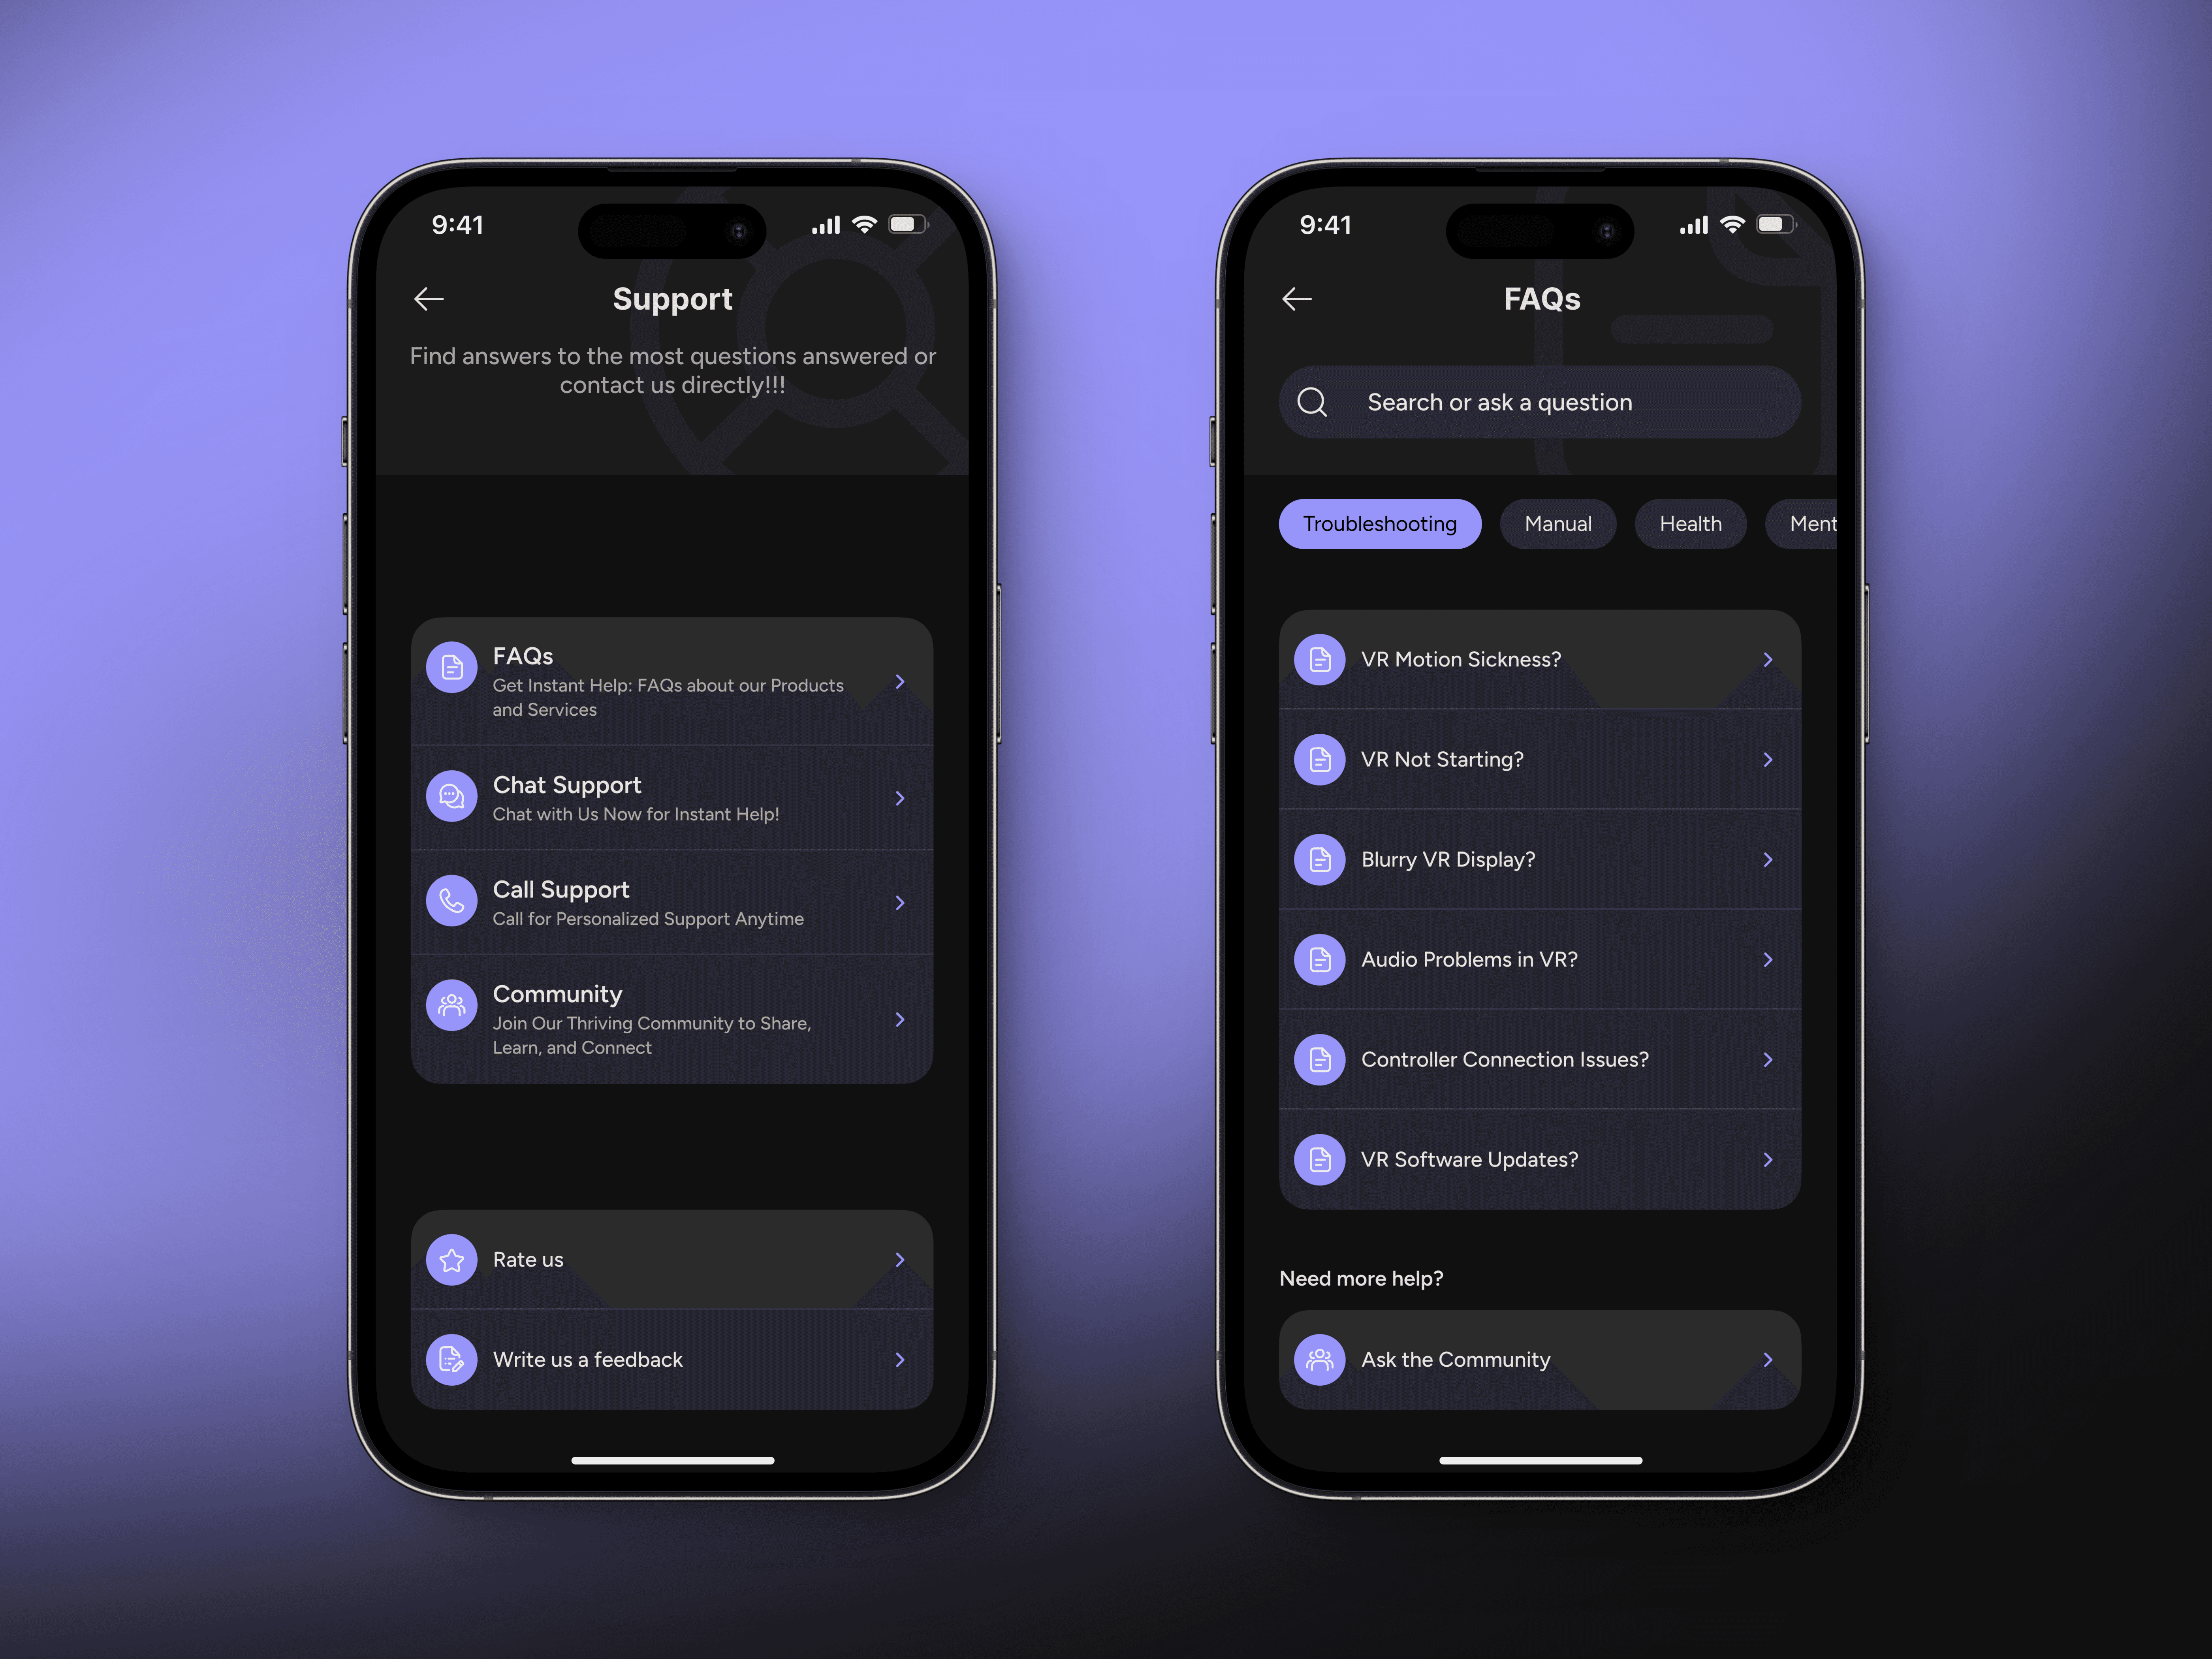 9:41
Support
Find answers to the most questions answered or
contact us directly!!!
FAQs
Get Instant Help: FAQs about our Products
and Services
Chat Support
Chat with Us Now for Instant Help!
Call Support
Call for Personalized Support Anytime
Community
Join Our Thriving Community to Share,
Learn, and Connect
Rate us
Write us a feedback
9:41
FAQs
Search or ask a question
Troubleshooting
Manual
Health
Ment
VR Motion Sickness?
VR Not Starting?
Blurry VR Display?
Audio Problems in VR?
Controller Connection Issues?
VR Software Updates?
Need more help?
Ask the Community